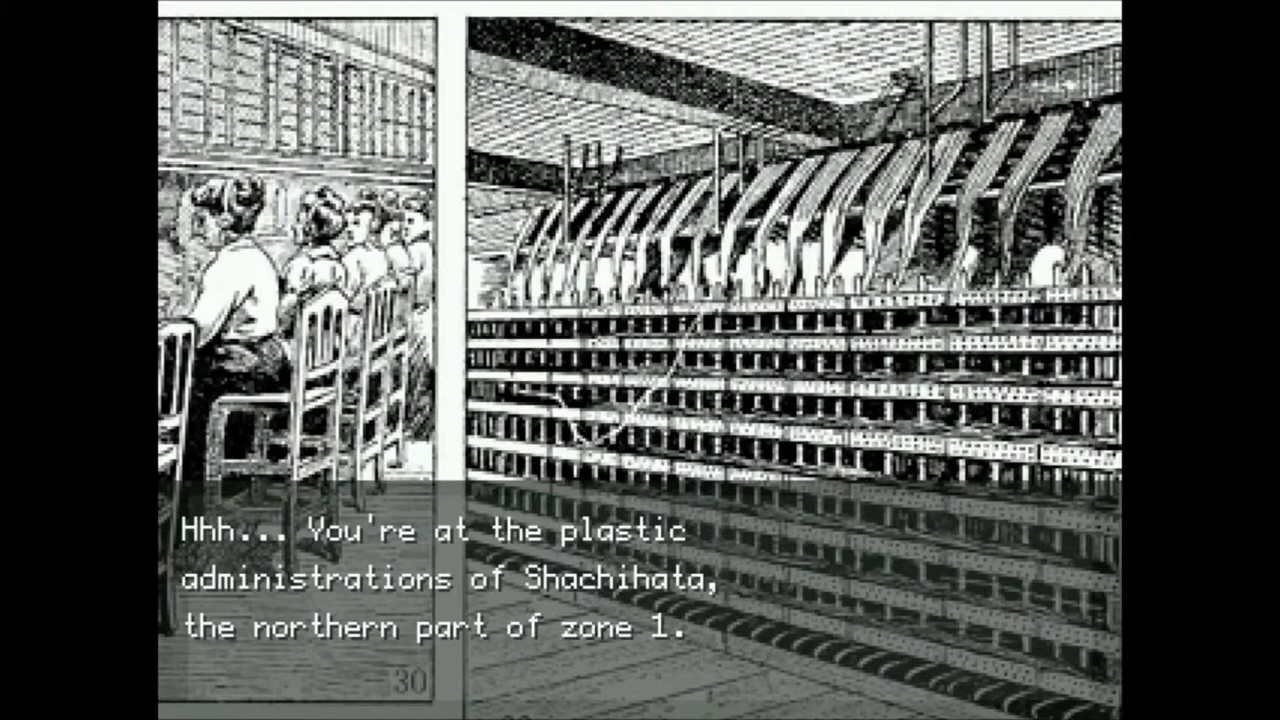 Hhh... You're at the plastic
administrations of Shachihata,
the northern part of zone 1.
30